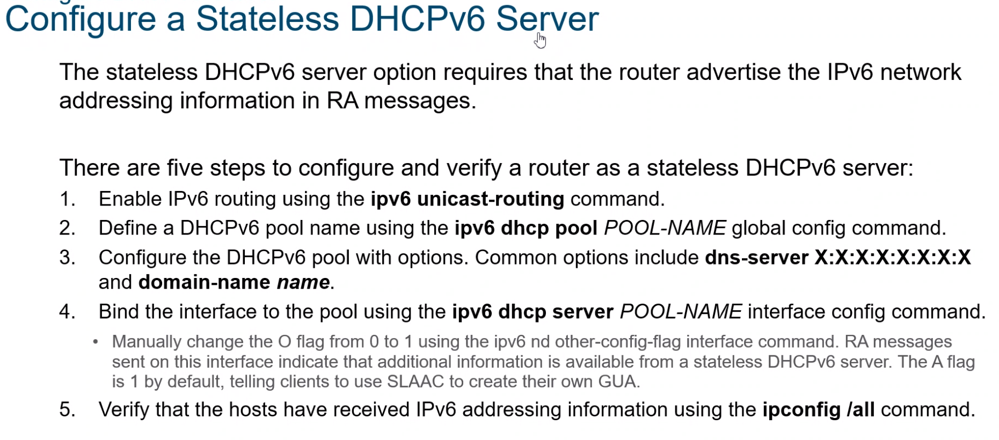 Configure a Stateless DHCPv6 Server
The stateless DHCPv6 server option requires that the router advertise the IPv6 network
addressing information in RA messages.
There are five steps to configure and verify a router as a stateless DHCPv6 server:
1. Enable IPv6 routing using the ipv6 unicast-routing command.
2. Define a DHCPv6 pool name using the ipv6 dhcp pool POOL-NAME global config command.
3. Configure the DHCPv6 pool with options. Common options include dns-server X:X:X:X:X:X:X:X
and domain-name name.
4. Bind the interface to the pool using the ipv6 dhcp server POOL-NAME interface config command.
• Manually change the O flag from 0 to 1 using the ipv6 nd other-config-flag interface command. RA messages
sent on this interface indicate that additional information is available from a stateless DHCPv6 server. The A flag
is 1 by default, telling clients to use SLAAC to create their own GUA.
5. Verify that the hosts have received IPv6 addressing information using the ipconfig /all command.